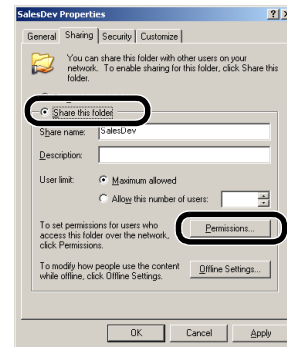 SalesDev Properties
General Sharing Security Customize
You can share this folder with other users on your
network. To enable sharing for this folder, click Share this
folder.
Share this folder
Share name: SalesDev
Description:
User limit: Maximum allowed
Allow this number of users:
To set permissions for users who
access this folder over the network,
click Permissions.
Permissions...
To modify how people use the content
while offline, click Offline Settings.
Offline Settings...
OK Cancel Apply